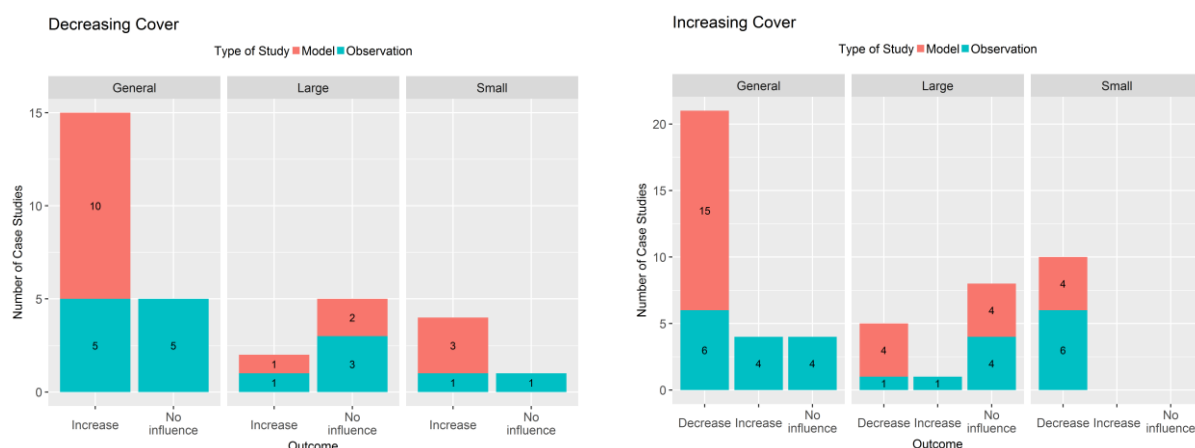 Decreasing Cover
Type of Study Model Observation
General Large Small
Number of Case Studies
15
10
5
0
10
5
5
1
1
2
3
3
1
1
Increase
No influence
Increase
No influence
Increase
No influence
Outcome
Increasing Cover
Type of Study Model Observation
General Large Small
Number of Case Studies
20
15
10
5
0
15
6
4
4
4
1
1
4
4
4
6
Decrease
Increase
No influence
Decrease
Increase
No influence
Decrease
Increase
No influence
Outcome